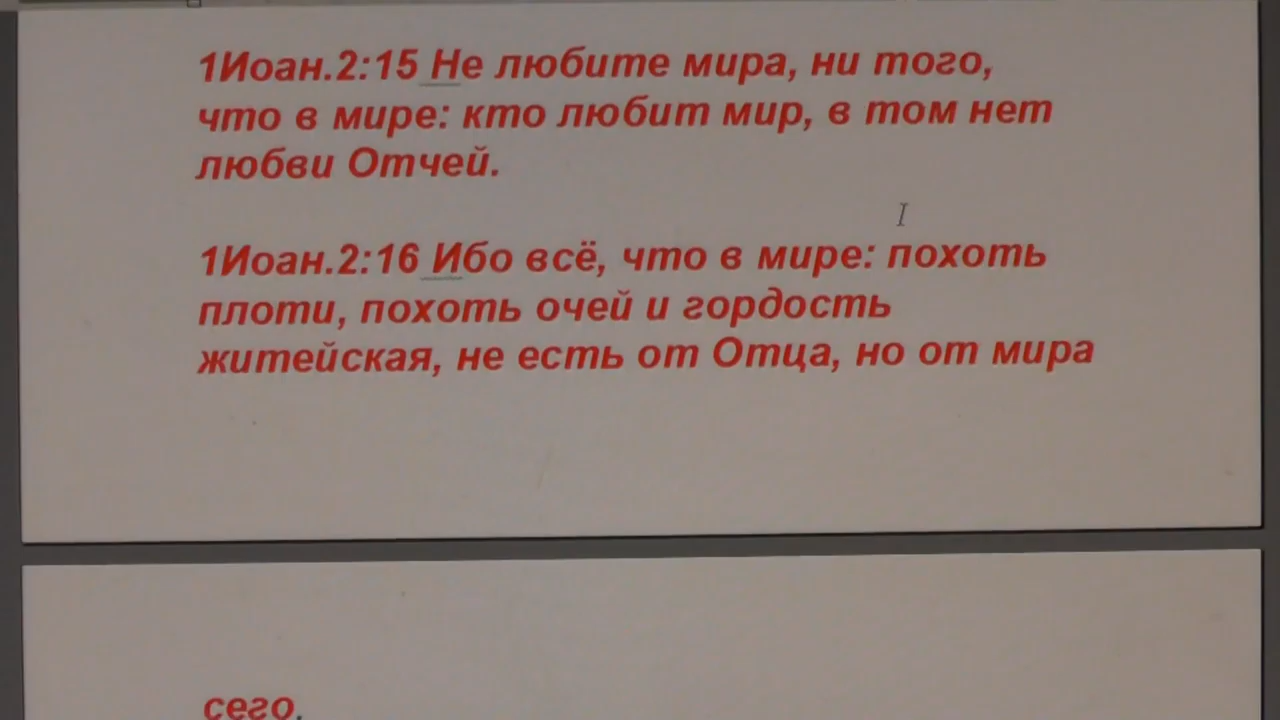 1Иоан.2:15 Не любите мира, ни того,
что в мире: кто любит мир, в том нет
любви Отчей.
1Иоан.2:16 Ибо всё, что в мире: похоть
плоти, похоть очей и гордость
житейская, не есть от Отца, но от мира
сего.